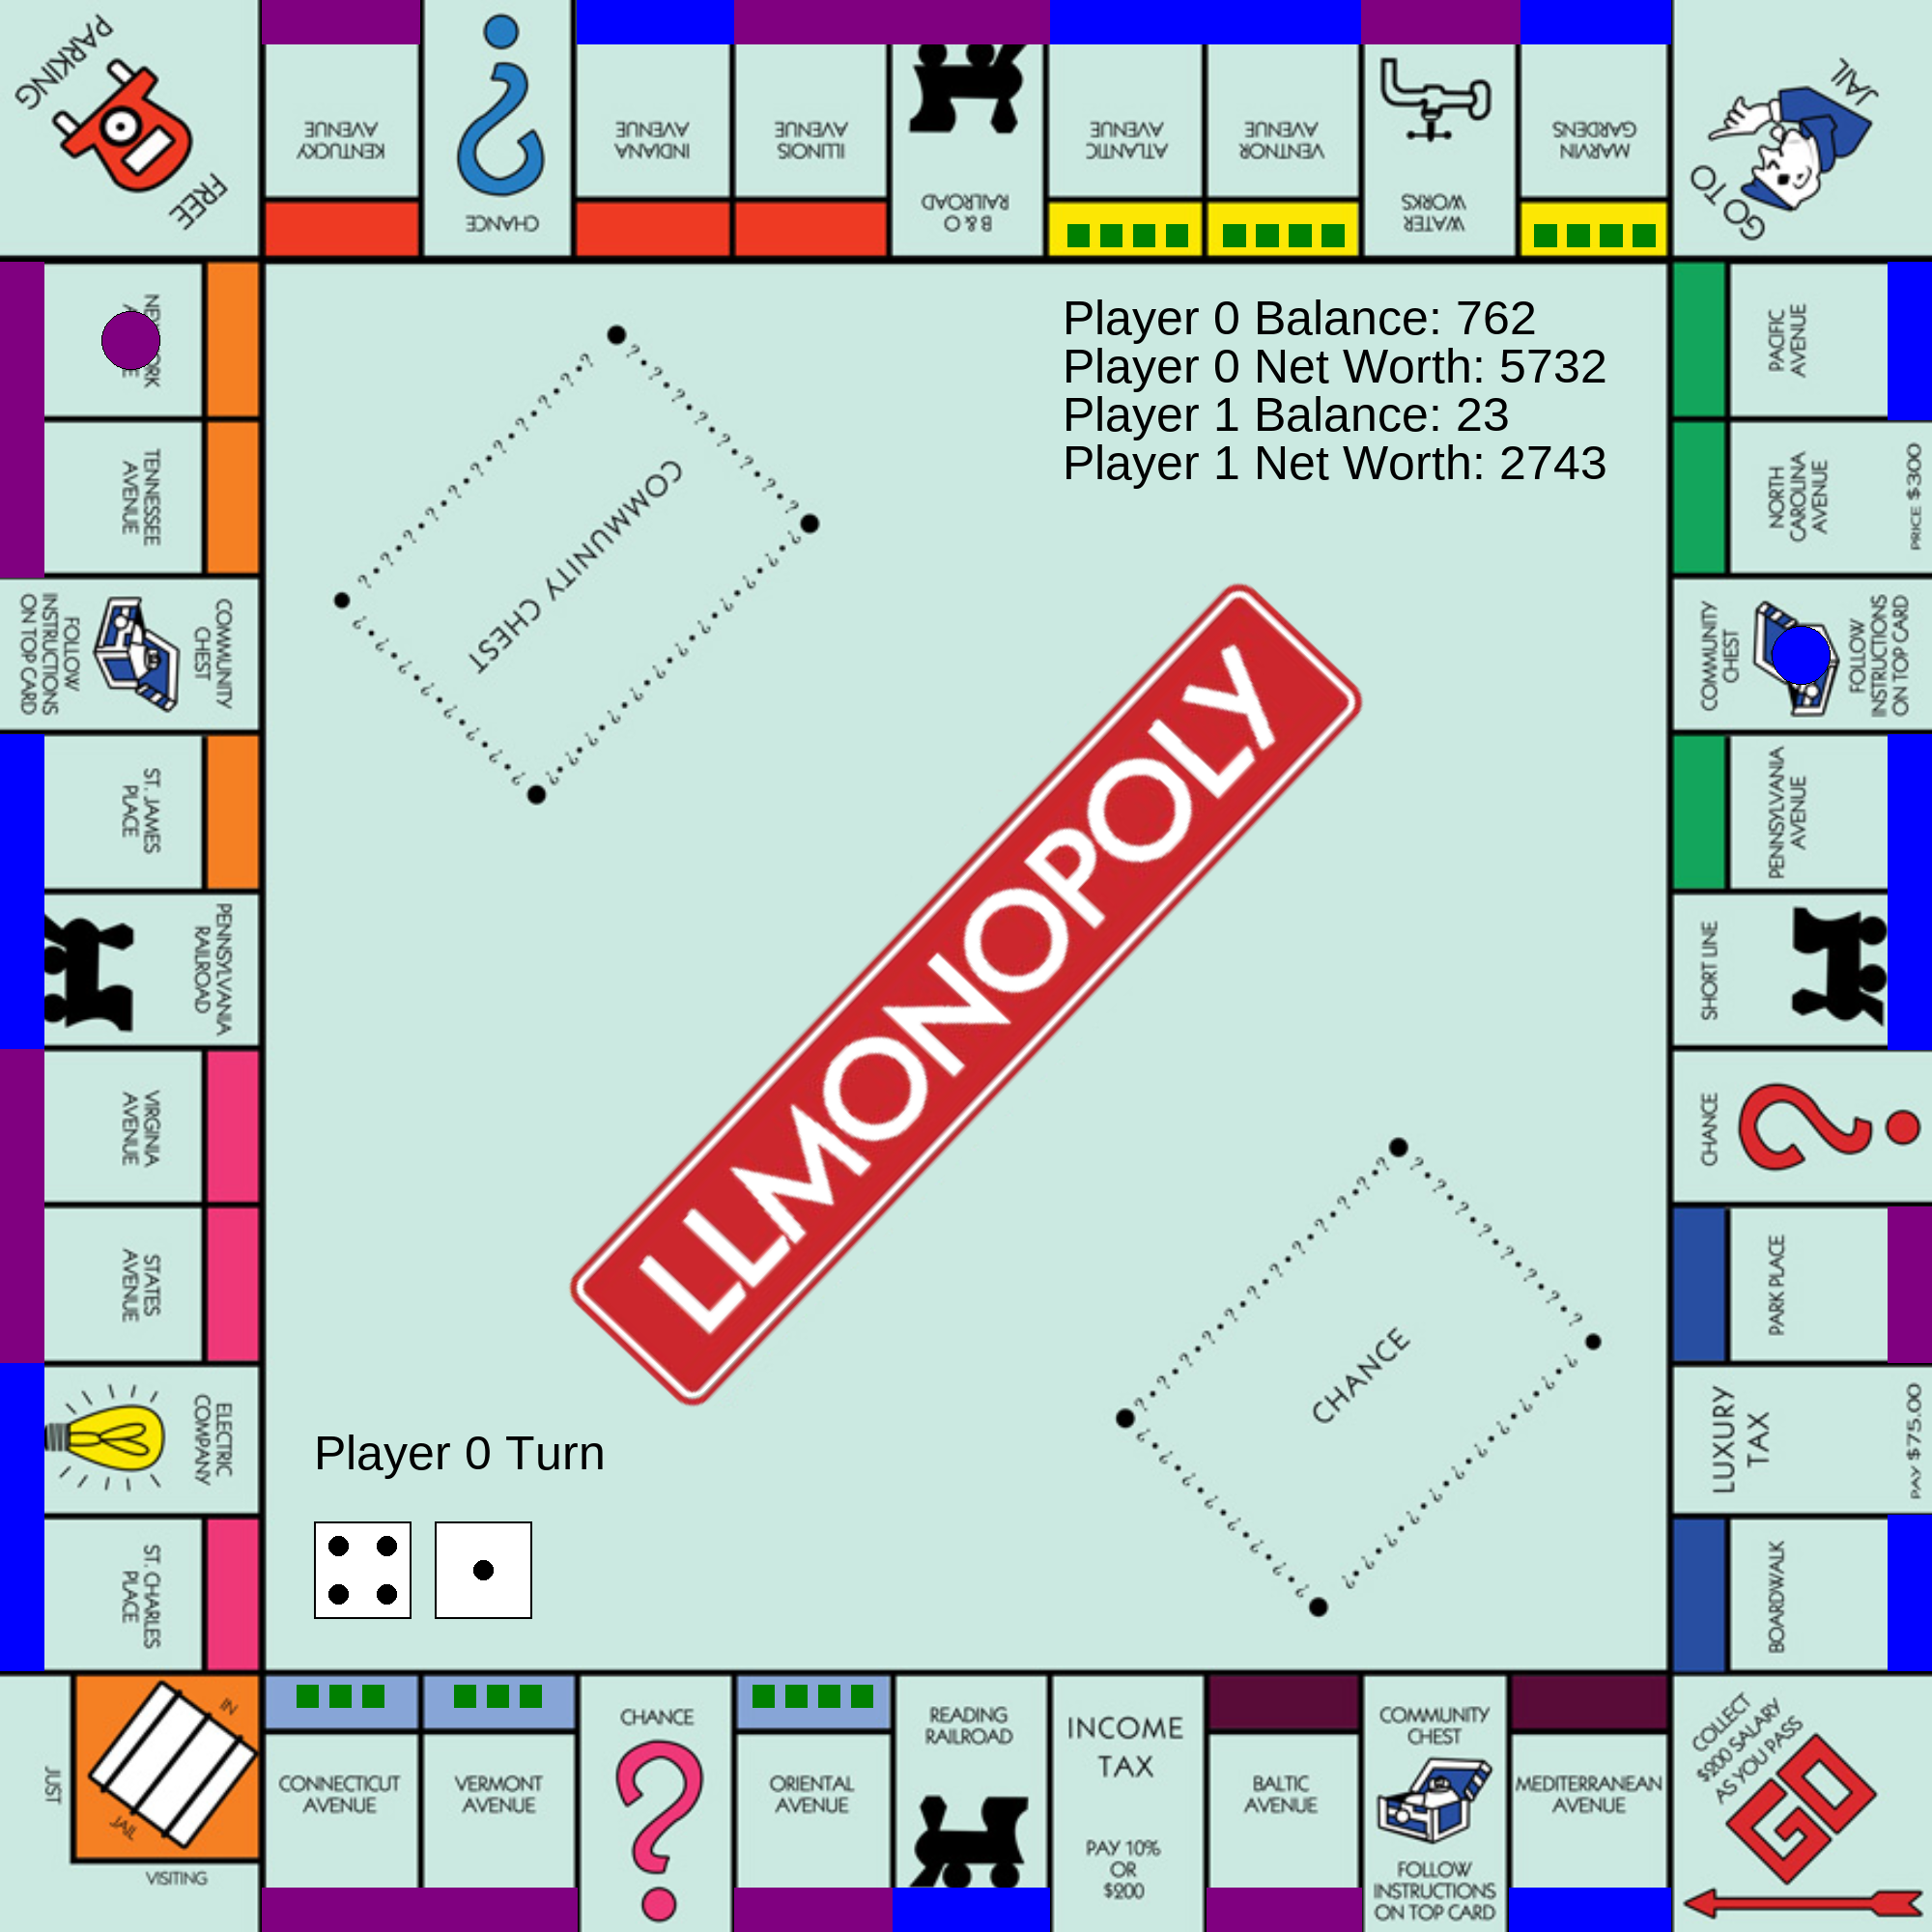 FREE
PARKING
KENTUCKY
AVENUE
CHANCE
INDIANA
AVENUE
ILLINOIS
AVENUE
B & O
RAILROAD
ATLANTIC
AVENUE
VENTNOR
AVENUE
WATER
WORKS
MARVIN
GARDENS
GO TO
JAIL
TENNESSEE
AVENUE
COMMUNITY
CHEST
FOLLOW
INSTRUCTIONS
ON TOP CARD
ST. JAMES
PLACE
PENNSYLVANIA
RAILROAD
VIRGINIA
AVENUE
STATES
AVENUE
ELECTRIC
COMPANY
ST. CHARLES
PLACE
Player 0 Balance: 762
Player 0 Net Worth: 5732
Player 1 Balance: 23
Player 1 Net Worth: 2743
COMMUNITY CHEST
LLMONOPOLY
CHANCE
Player 0 Turn
PACIFIC
AVENUE
NORTH
CAROLINA
AVENUE
PRICE $300
COMMUNITY
CHEST
FOLLOW
INSTRUCTIONS
ON TOP CARD
PENNSYLVANIA
AVENUE
SHORT LINE
CHANCE
PARK PLACE
LUXURY
TAX
PAY $75.00
BOARDWALK
IN
JAIL
JUST
VISITING
CONNECTICUT
AVENUE
VERMONT
AVENUE
CHANCE
ORIENTAL
AVENUE
READING
RAILROAD
INCOME
TAX
PAY 10%
OR
$200
BALTIC
AVENUE
COMMUNITY
CHEST
FOLLOW
INSTRUCTIONS
ON TOP CARD
MEDITERRANEAN
AVENUE
COLLECT
$200 SALARY
AS YOU PASS
GO